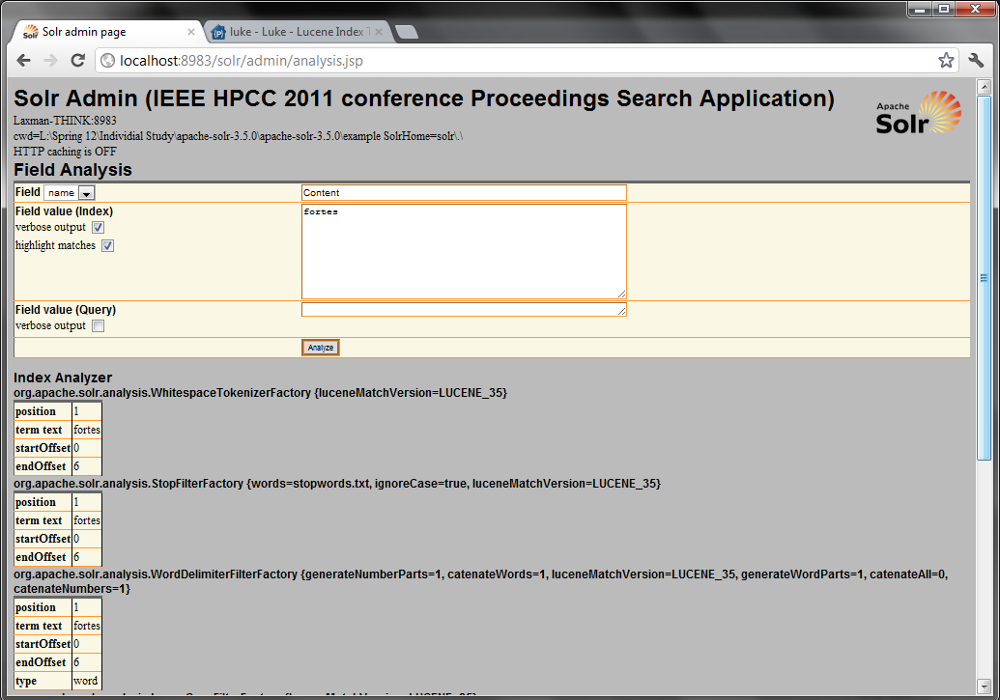 Solr admin page
luke - Luke - Lucene Index T
localhost:8983/solr/admin/analysis.jsp
Solr Admin (IEEE HPCC 2011 conference Proceedings Search Application)
Apache Solr
Laxman-THINK:8983
cwd=L:\Spring 12\Individial Study\apache-solr-3.5.0\apache-solr-3.5.0\example SolrHome=solr\.\
HTTP caching is OFF
Field Analysis
Field name Content
Field value (Index) fortes
verbose output
highlight matches
Field value (Query)
verbose output
Analyze
Index Analyzer
org.apache.solr.analysis.WhitespaceTokenizerFactory {luceneMatchVersion=LUCENE_35}
position 1
term text fortes
startOffset 0
endOffset 6
org.apache.solr.analysis.StopFilterFactory {words=stopwords.txt, ignoreCase=true, luceneMatchVersion=LUCENE_35}
position 1
term text fortes
startOffset 0
endOffset 6
org.apache.solr.analysis.WordDelimiterFilterFactory {generateNumberParts=1, catenateWords=1, luceneMatchVersion=LUCENE_35, generateWordParts=1, catenateAll=0,
catenateNumbers=1}
position 1
term text fortes
startOffset 0
endOffset 6
type word